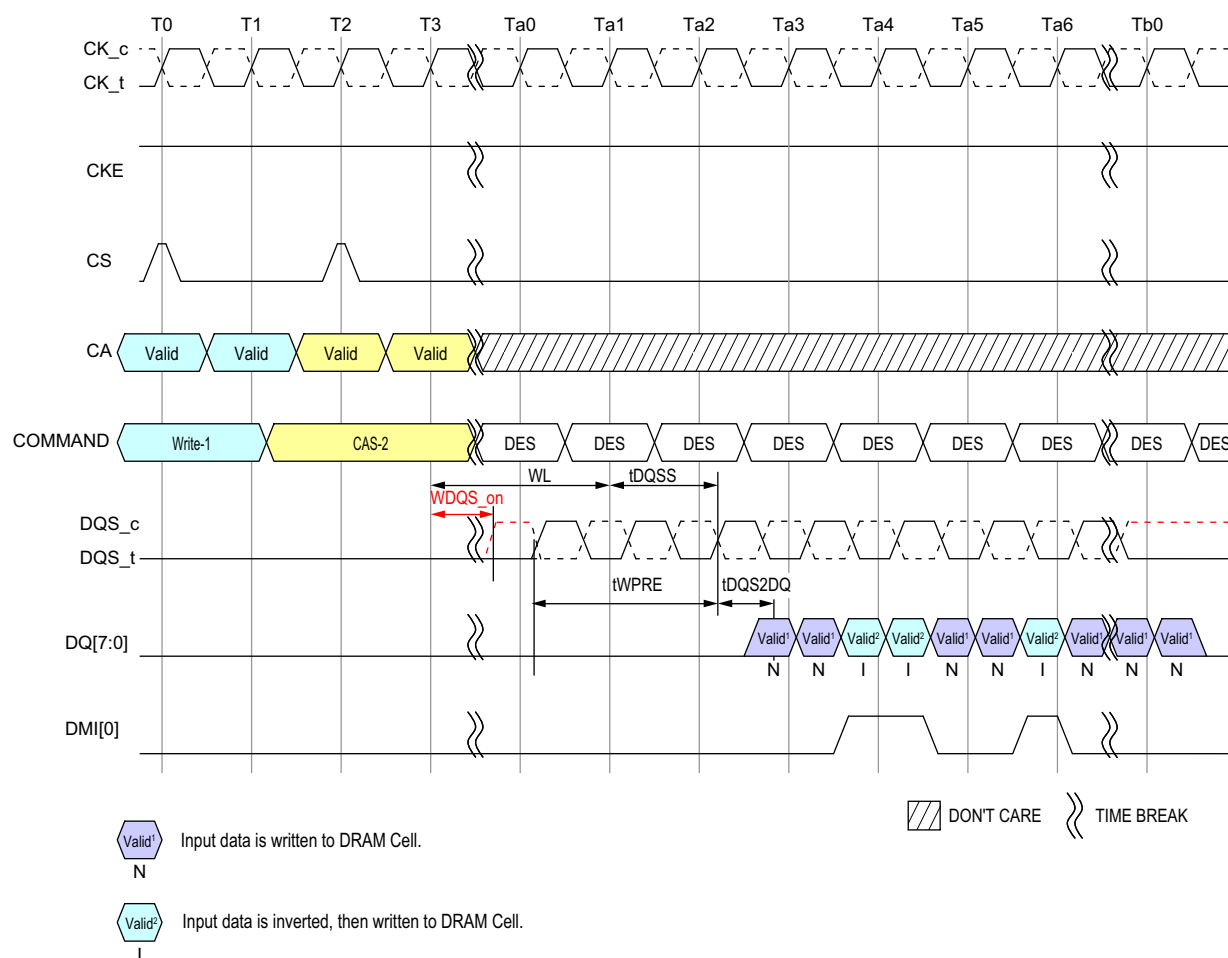 T0 T1 T2 T3 Ta0 Ta1 Ta2 Ta3 Ta4 Ta5 Ta6 Tb0
CK_c
CK_t
CKE
CS
CA Valid Valid Valid Valid
COMMAND Write-1 CAS-2 DES DES DES DES DES DES DES DES DES
WL tDQSS
WDQS_on
DQS_c
DQS_t
tWPRE tDQS2DQ
DQ[7:0] Valid¹ Valid¹ Valid² Valid² Valid¹ Valid¹ Valid² Valid¹ Valid¹ Valid¹
N N I I N N I N N N
DMI[0]
DON'T CARE TIME BREAK
Valid¹ Input data is written to DRAM Cell.
N
Valid² Input data is inverted, then written to DRAM Cell.
I